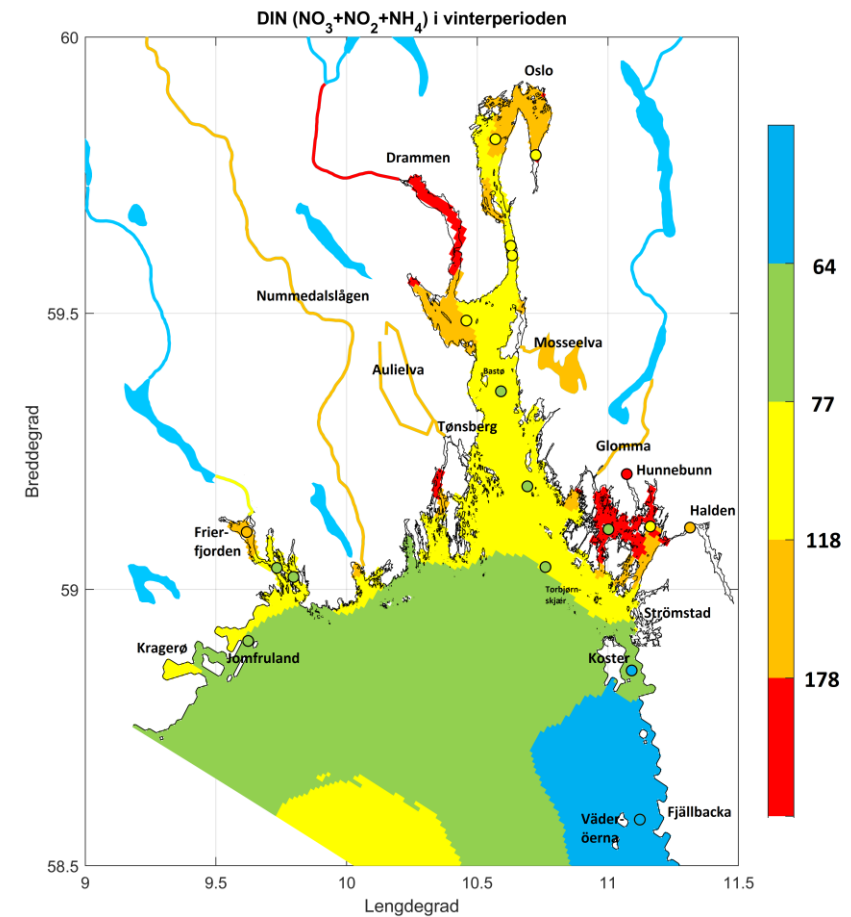 DIN (NO3+NO2+NH4) i vinterperioden
60
Oslo
Drammen
64
Nummedalslågen
59.5
Mosseelva
Aulielva
Bastø
77
Tønsberg
Glomma
Hunnebunn
Halden
Frier-
fjorden
118
59
Torbjørn-
skjær
Strömstad
Kragerø
Jomfruland
Koster
178
Väder-
öerna
Fjällbacka
58.5
9
9.5
10
10.5
11
11.5
Breddegrad
Lengdegrad